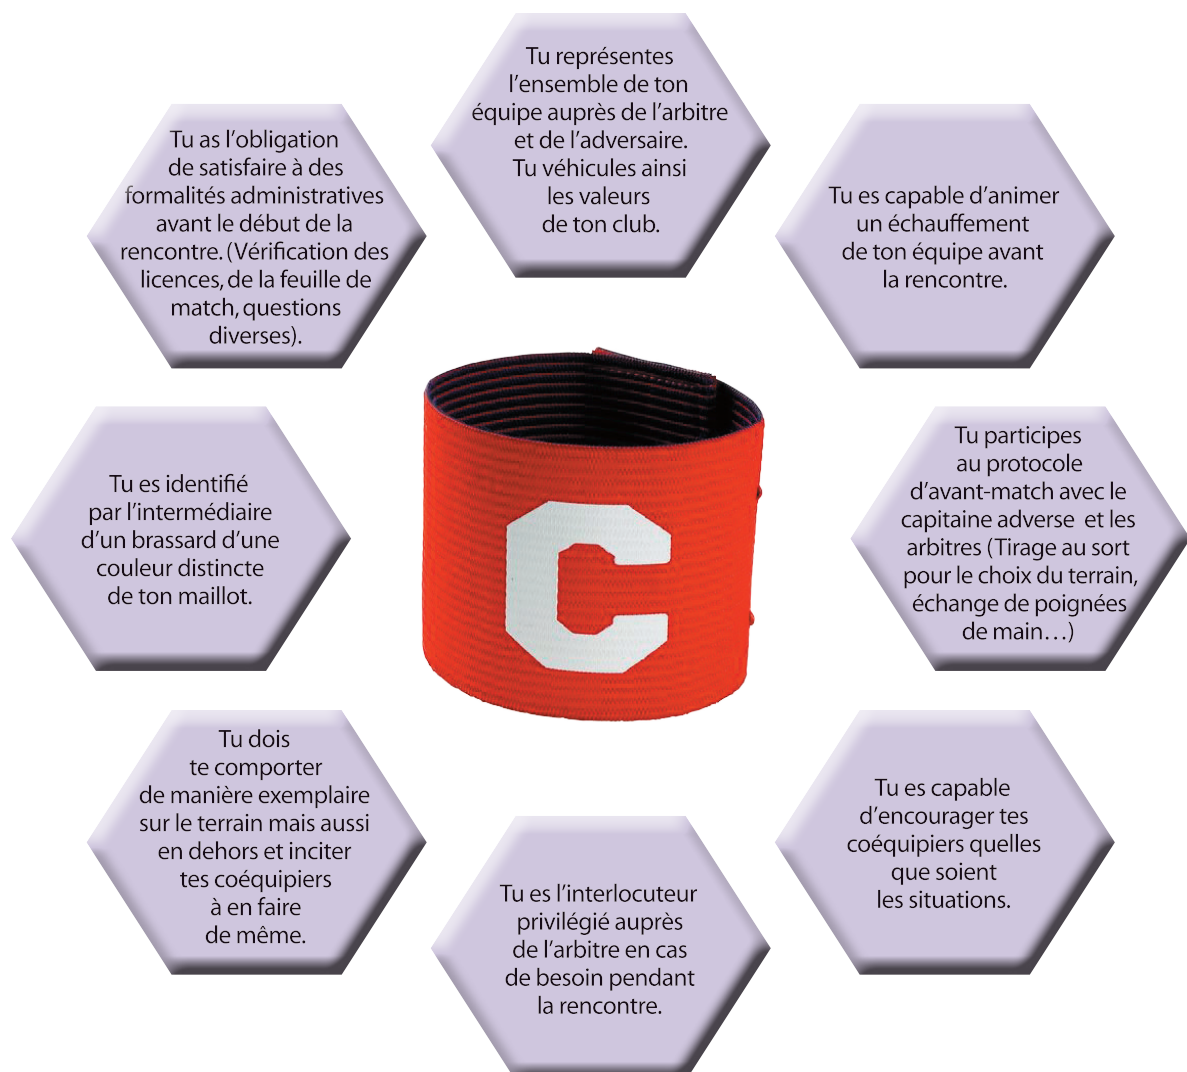 Tu représentes
l'ensemble de ton
équipe auprès de l'arbitre
et de l'adversaire.
Tu véhicules ainsi
les valeurs
de ton club.
Tu as l'obligation
de satisfaire à des
formalités administratives
avant le début de la
rencontre. (Vérification des
licences, de la feuille de
match, questions
diverses).
Tu es capable d'animer
un échauffement
de ton équipe avant
la rencontre.
Tu es identifié
par l'intermédiaire
d'un brassard d'une
couleur distincte
de ton maillot.
C
Tu participes
au protocole
d'avant-match avec le
capitaine adverse et les
arbitres (Tirage au sort
pour le choix du terrain,
échange de poignées
de main…)
Tu dois
te comporter
de manière exemplaire
sur le terrain mais aussi
en dehors et inciter
tes coéquipiers
à en faire
de même.
Tu es l'interlocuteur
privilégié auprès
de l'arbitre en cas
de besoin pendant
la rencontre.
Tu es capable
d'encourager tes
coéquipiers quelles
que soient
les situations.